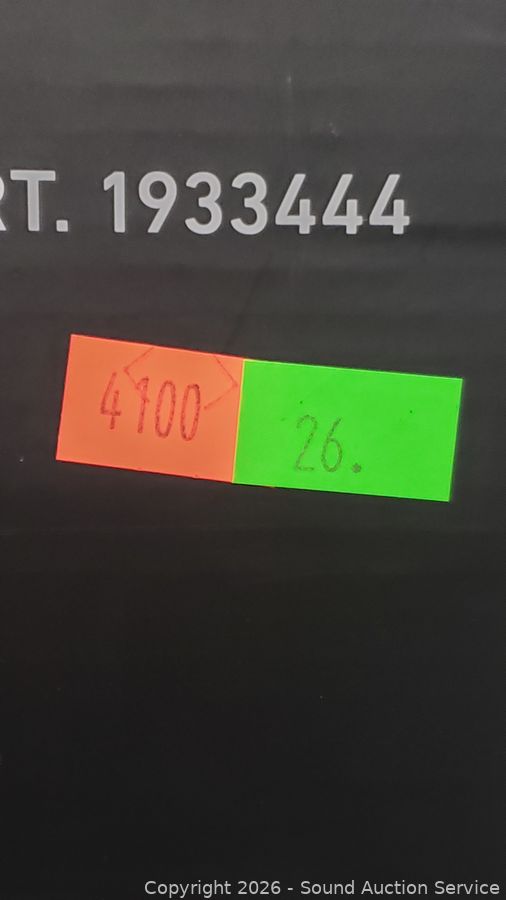 RT. 1933444
4100
26.
Copyright 2026 - Sound Auction Service